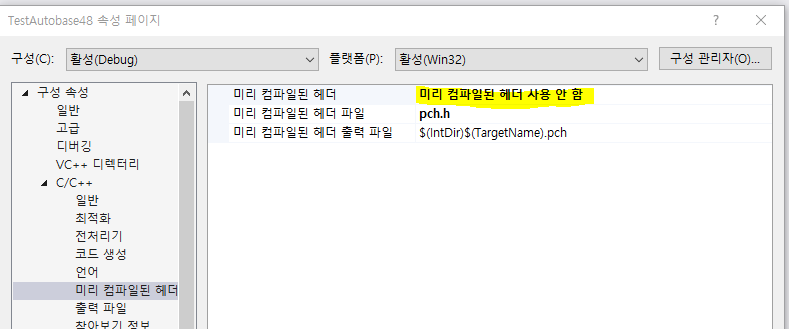 TestAutobase48 속성 페이지 ? ×
구성(C): 활성(Debug) 플랫폼(P): 활성(Win32) 구성 관리자(O)...
구성 속성
일반
고급
디버깅
VC++ 디렉터리
C/C++
일반
최적화
전처리기
코드 생성
언어
미리 컴파일된 헤더
출력 파일
찾아보기 정보
미리 컴파일된 헤더 미리 컴파일된 헤더 사용 안 함
미리 컴파일된 헤더 파일 pch.h
미리 컴파일된 헤더 출력 파일 $(IntDir)$(TargetName).pch